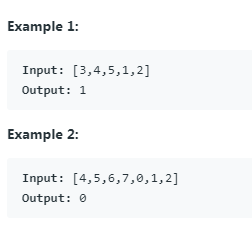 Example 1:
Input: [3,4,5,1,2]
Output: 1
Example 2:
Input: [4,5,6,7,0,1,2]
Output: 0